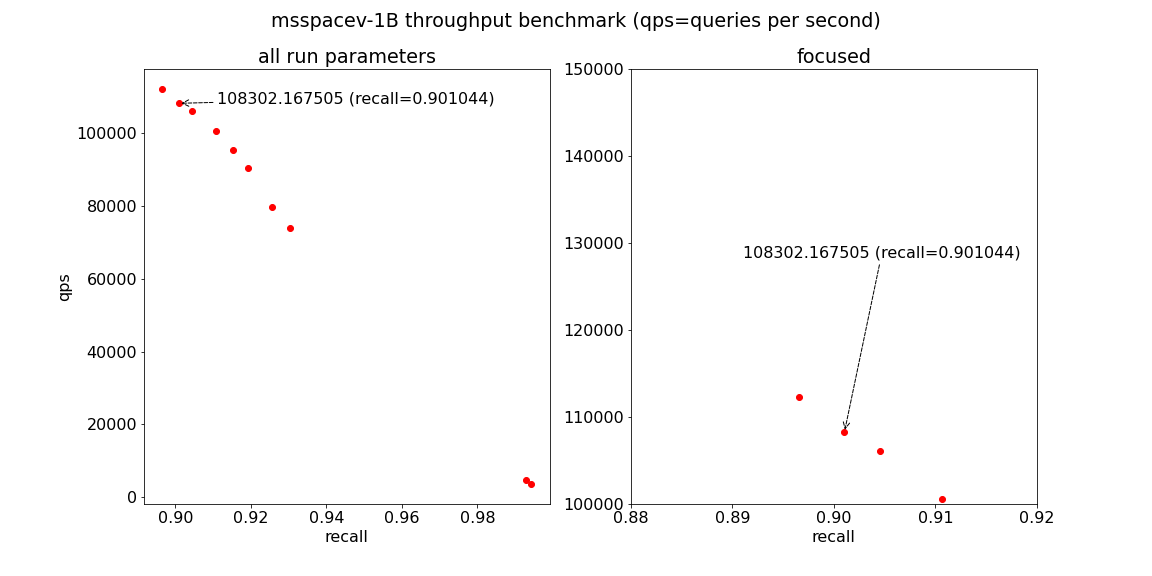 msspacev-1B throughput benchmark (qps=queries per second)
all run parameters
108302.167505 (recall=0.901044)
100000
80000
60000
40000
20000
0
qps
0.90 0.92 0.94 0.96 0.98
recall
focused
150000
140000
130000
108302.167505 (recall=0.901044)
120000
110000
100000
0.88 0.89 0.90 0.91 0.92
recall